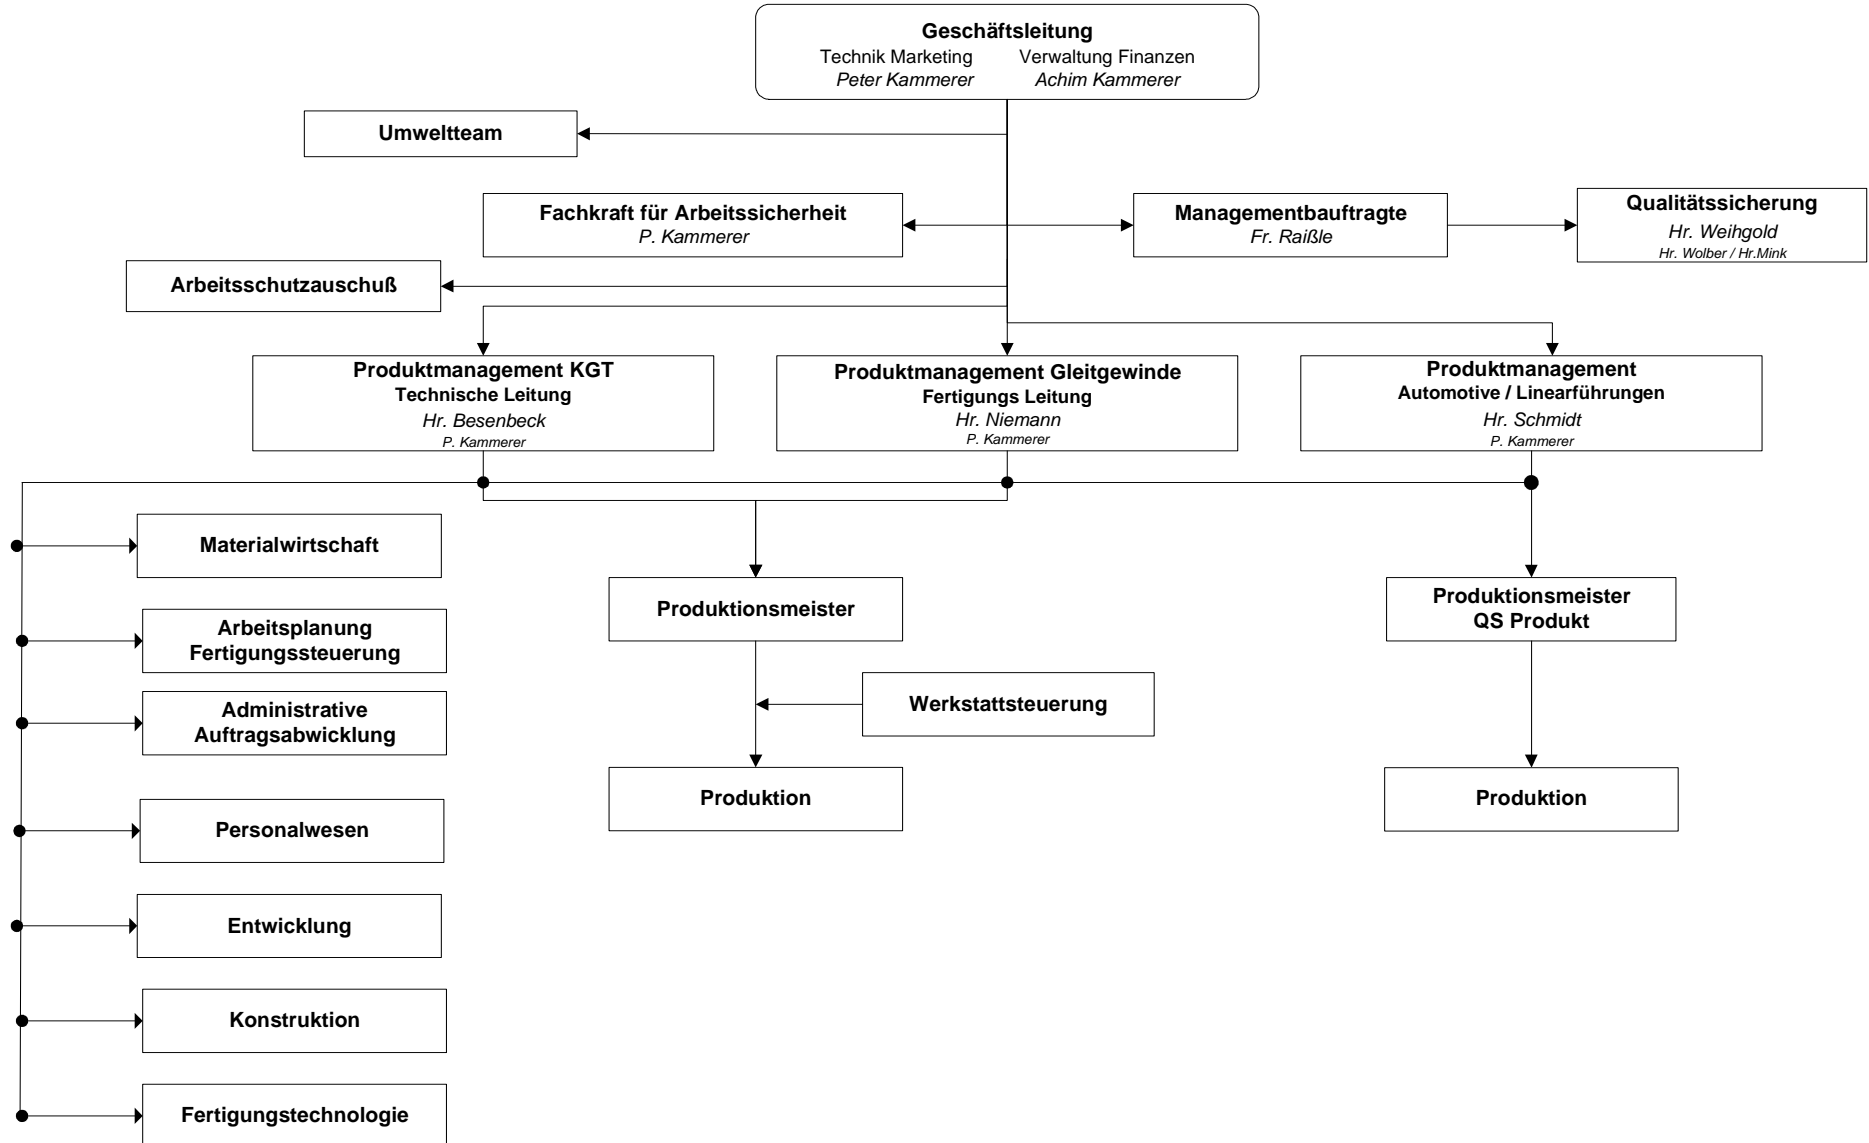 Geschäftsleitung
Technik Marketing Verwaltung Finanzen
Peter Kammerer Achim Kammerer
Umweltteam
Fachkraft für Arbeitssicherheit
P. Kammerer
Managementbauftragte
Fr. Raißle
Qualitätssicherung
Hr. Weihgold
Hr. Wolber / Hr.Mink
Arbeitsschutzauschuß
Produktmanagement KGT
Technische Leitung
Hr. Besenbeck
P. Kammerer
Produktmanagement Gleitgewinde
Fertigungs Leitung
Hr. Niemann
P. Kammerer
Produktmanagement
Automotive / Linearführungen
Hr. Schmidt
P. Kammerer
Materialwirtschaft
Arbeitsplanung
Fertigungssteuerung
Administrative
Auftragsabwicklung
Personalwesen
Entwicklung
Konstruktion
Fertigungstechnologie
Produktionsmeister
Werkstattsteuerung
Produktion
Produktionsmeister
QS Produkt
Produktion